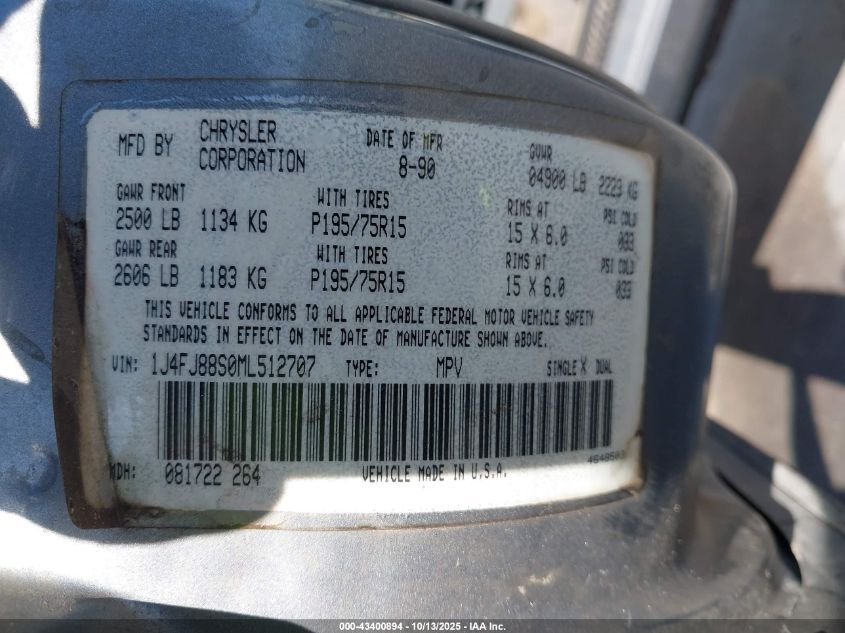 MFD BY CHRYSLER CORPORATION DATE OF MFR 8-90 GVWR 04900 LB 2223 KG
GAWR FRONT WITH TIRES RIMS AT PSI COLD
2500 LB 1134 KG P195/75R15 15 X 6.0 033
GAWR REAR WITH TIRES RIMS AT PSI COLD
2606 LB 1183 KG P195/75R15 15 X 6.0 033
THIS VEHICLE CONFORMS TO ALL APPLICABLE FEDERAL MOTOR VEHICLE SAFETY
STANDARDS IN EFFECT ON THE DATE OF MANUFACTURE SHOWN ABOVE.
VIN: 1J4FJ88S0ML512707 TYPE: MPV SINGLE X DUAL
MDH: 081722 264 VEHICLE MADE IN U.S.A.
000-43400894 - 10/13/2025 - IAA Inc.